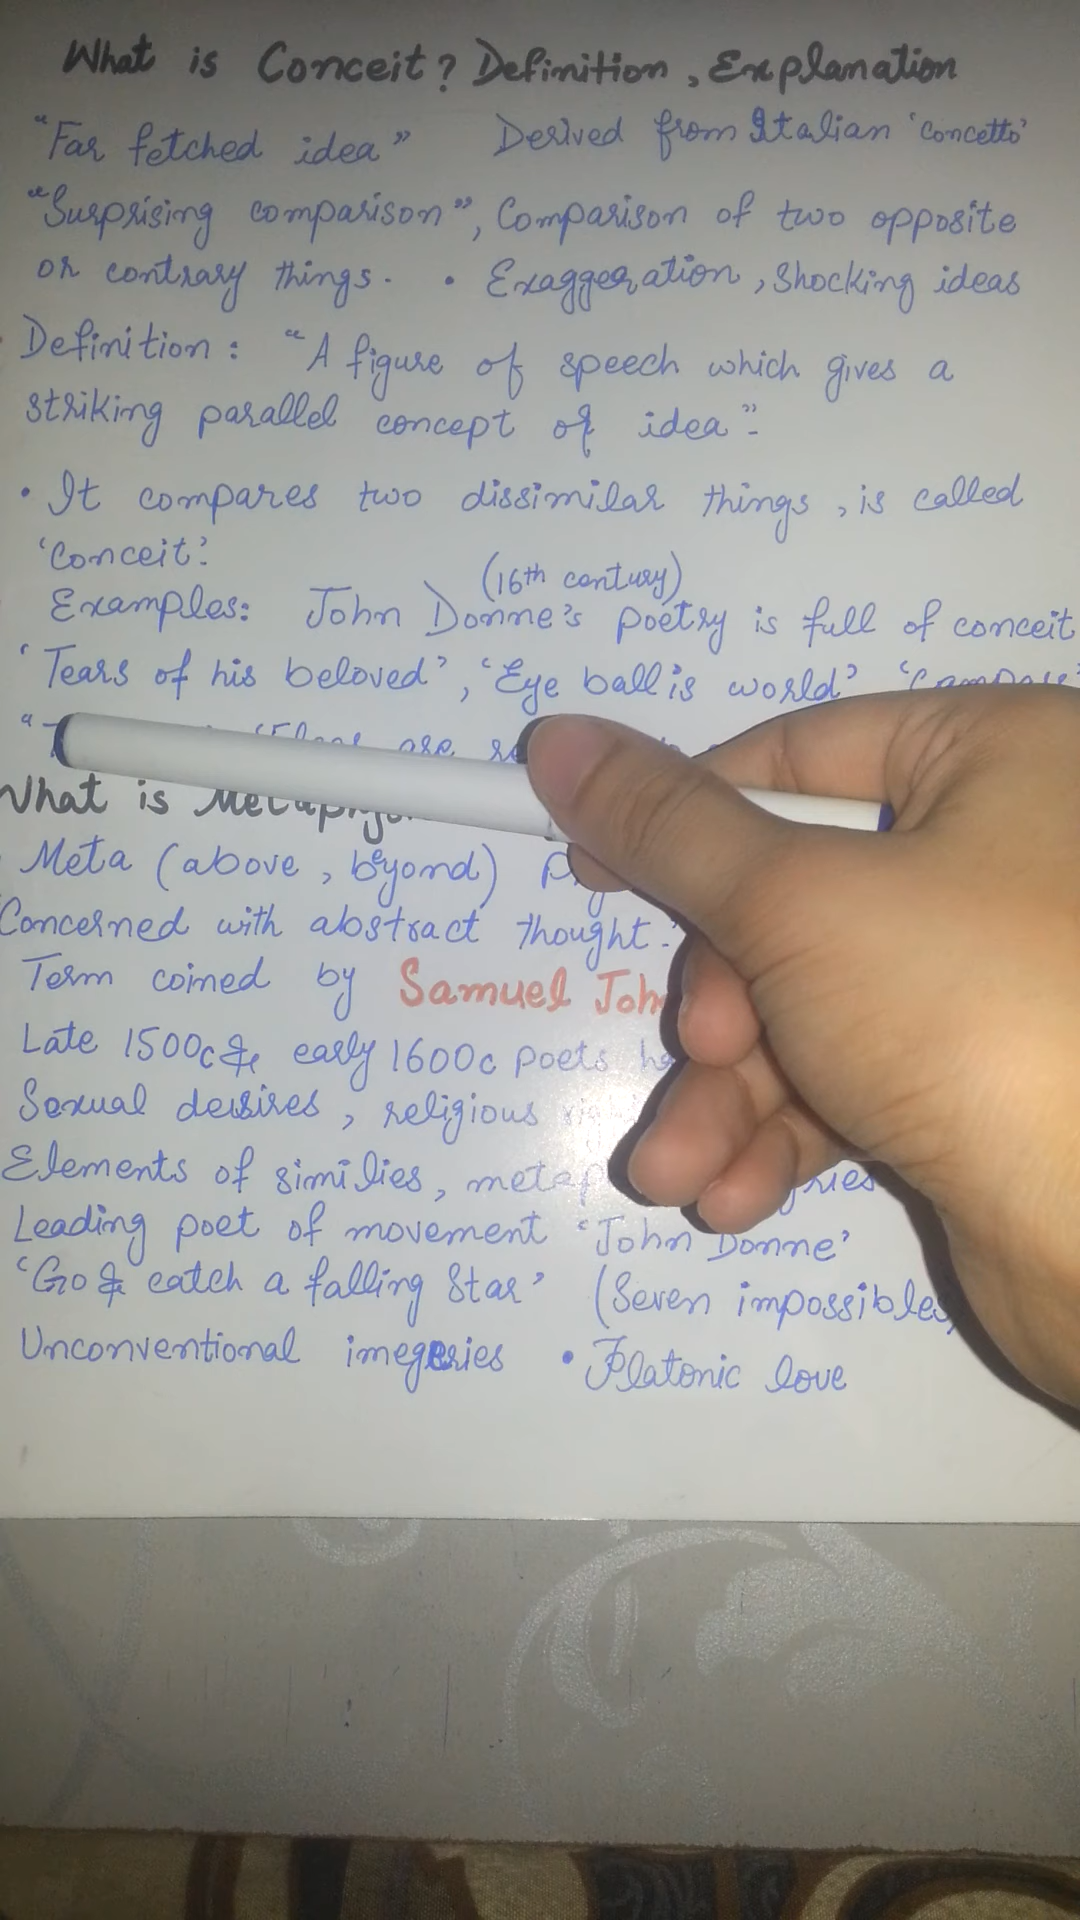 What is Conceit? Definition, Explanation
"Far fetched idea" Derived from Italian 'concetto'
"Surprising comparison", Comparison of two opposite
or contrary things. • Exaggeration, Shocking ideas
Definition: "A figure of speech which gives a
striking parallel concept of idea".
• It compares two dissimilar things, is called
'Conceit'.
(16th century)
Examples: John Donne's poetry is full of conceit
'Tears of his beloved', 'Eye ball is world'
are
What is
Meta (above, beyond)
Concerned with abstract thought.
Term coined by Samuel
Late 1500c & early 1600c poets
Sexual desires, religious
Elements of similies,
Leading poet of movement 'John Donne'
'Go & catch a falling Star' (Seven impossibles)
Unconventional imegeries • Platonic love